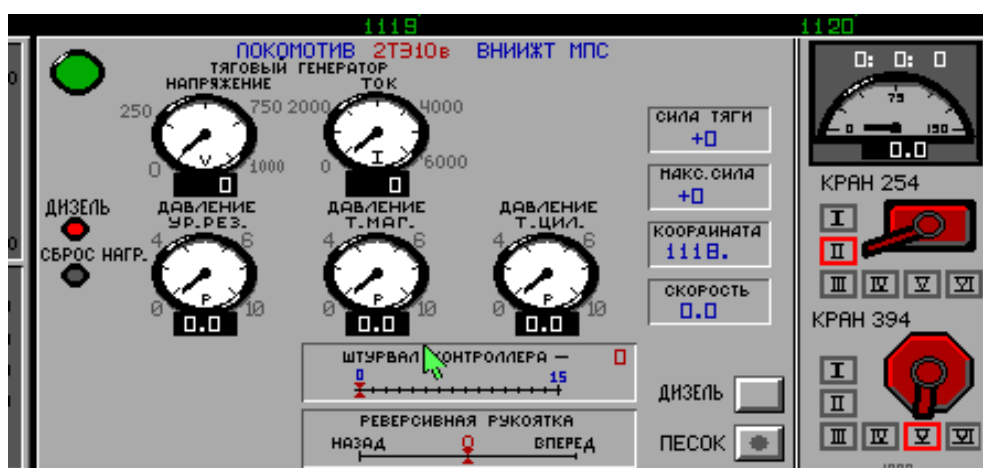 1119 1120
ЛОКОМОТИВ 2ТЭ10в ВНИИЖТ МПС
ТЯГОВЫЙ ГЕНЕРАТОР
НАПРЯЖЕНИЕ ТОК
250 750 2000 4000
0 1000 0 6000
V I
0 0
ДИЗЕЛЬ
СБРОС НАГР.
ДАВЛЕНИЕ ДАВЛЕНИЕ ДАВЛЕНИЕ
УР.РЕЗ. Т.МАГ. Т.ЦИЛ.
4 6 4 6 4 6
0 10 0 10 0 10
P P P
0.0 0.0 0.0
СИЛА ТЯГИ
+0
МАКС.СИЛА
+0
КООРДИНАТА
1118.
СКОРОСТЬ
0.0
ШТУРВАЛ КОНТРОЛЛЕРА — 0
0 15
РЕВЕРСИВНАЯ РУКОЯТКА
НАЗАД 0 ВПЕРЕД
ДИЗЕЛЬ
ПЕСОК
0: 0: 0
75
0 150
0.0
КРАН 254
I
II
III IV V VI
КРАН 394
I
II
III IV V VI